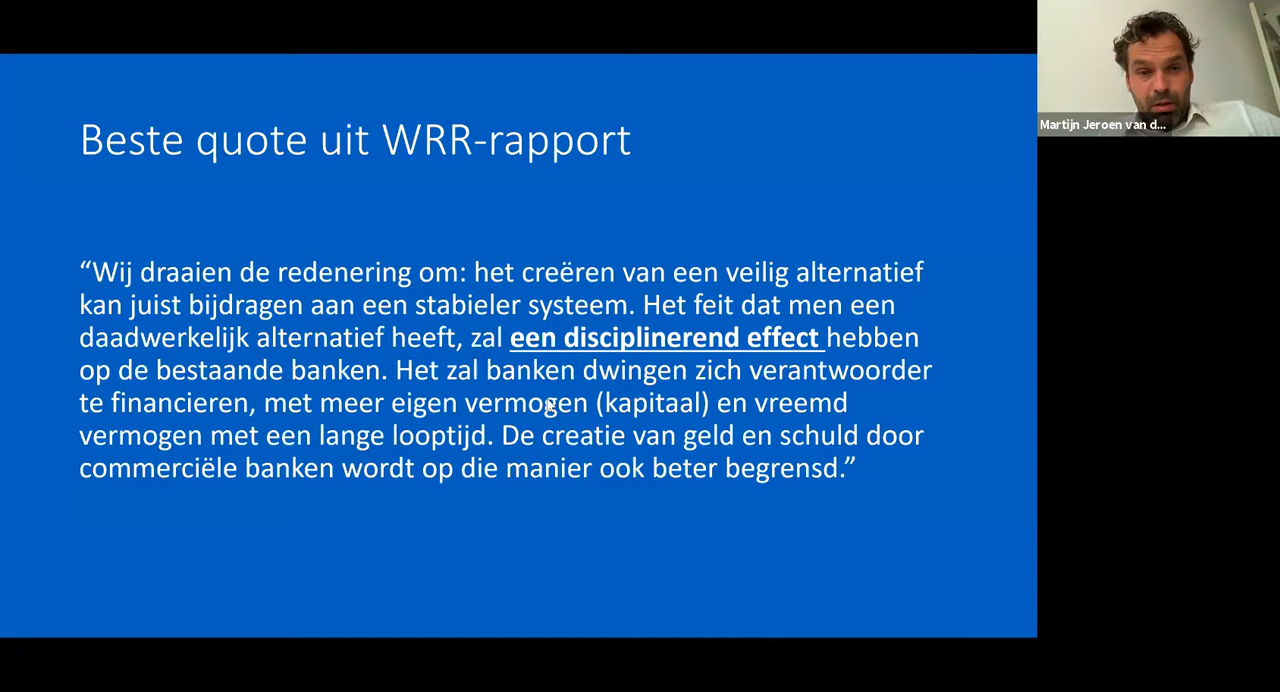 Beste quote uit WRR-rapport
“Wij draaien de redenering om: het creëren van een veilig alternatief
kan juist bijdragen aan een stabieler systeem. Het feit dat men een
daadwerkelijk alternatief heeft, zal een disciplinerend effect hebben
op de bestaande banken. Het zal banken dwingen zich verantwoorder
te financieren, met meer eigen vermogen (kapitaal) en vreemd
vermogen met een lange looptijd. De creatie van geld en schuld door
commerciële banken wordt op die manier ook beter begrensd.”
Martijn Jeroen van d...